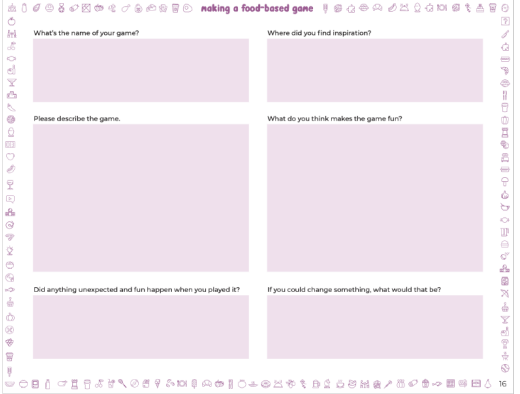 making a food-based game
What's the name of your game?
Where did you find inspiration?
Please describe the game.
What do you think makes the game fun?
Did anything unexpected and fun happen when you played it?
If you could change something, what would that be?
16